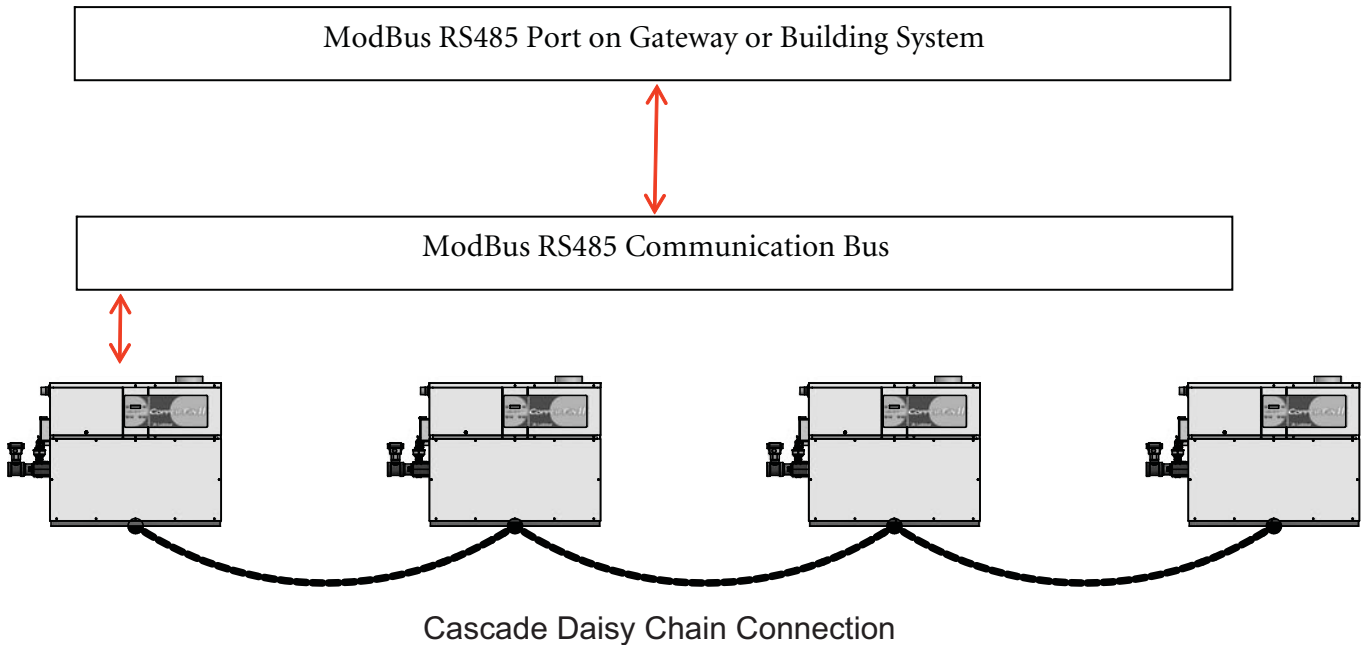 ModBus RS485 Port on Gateway or Building System
ModBus RS485 Communication Bus
Cascade Daisy Chain Connection